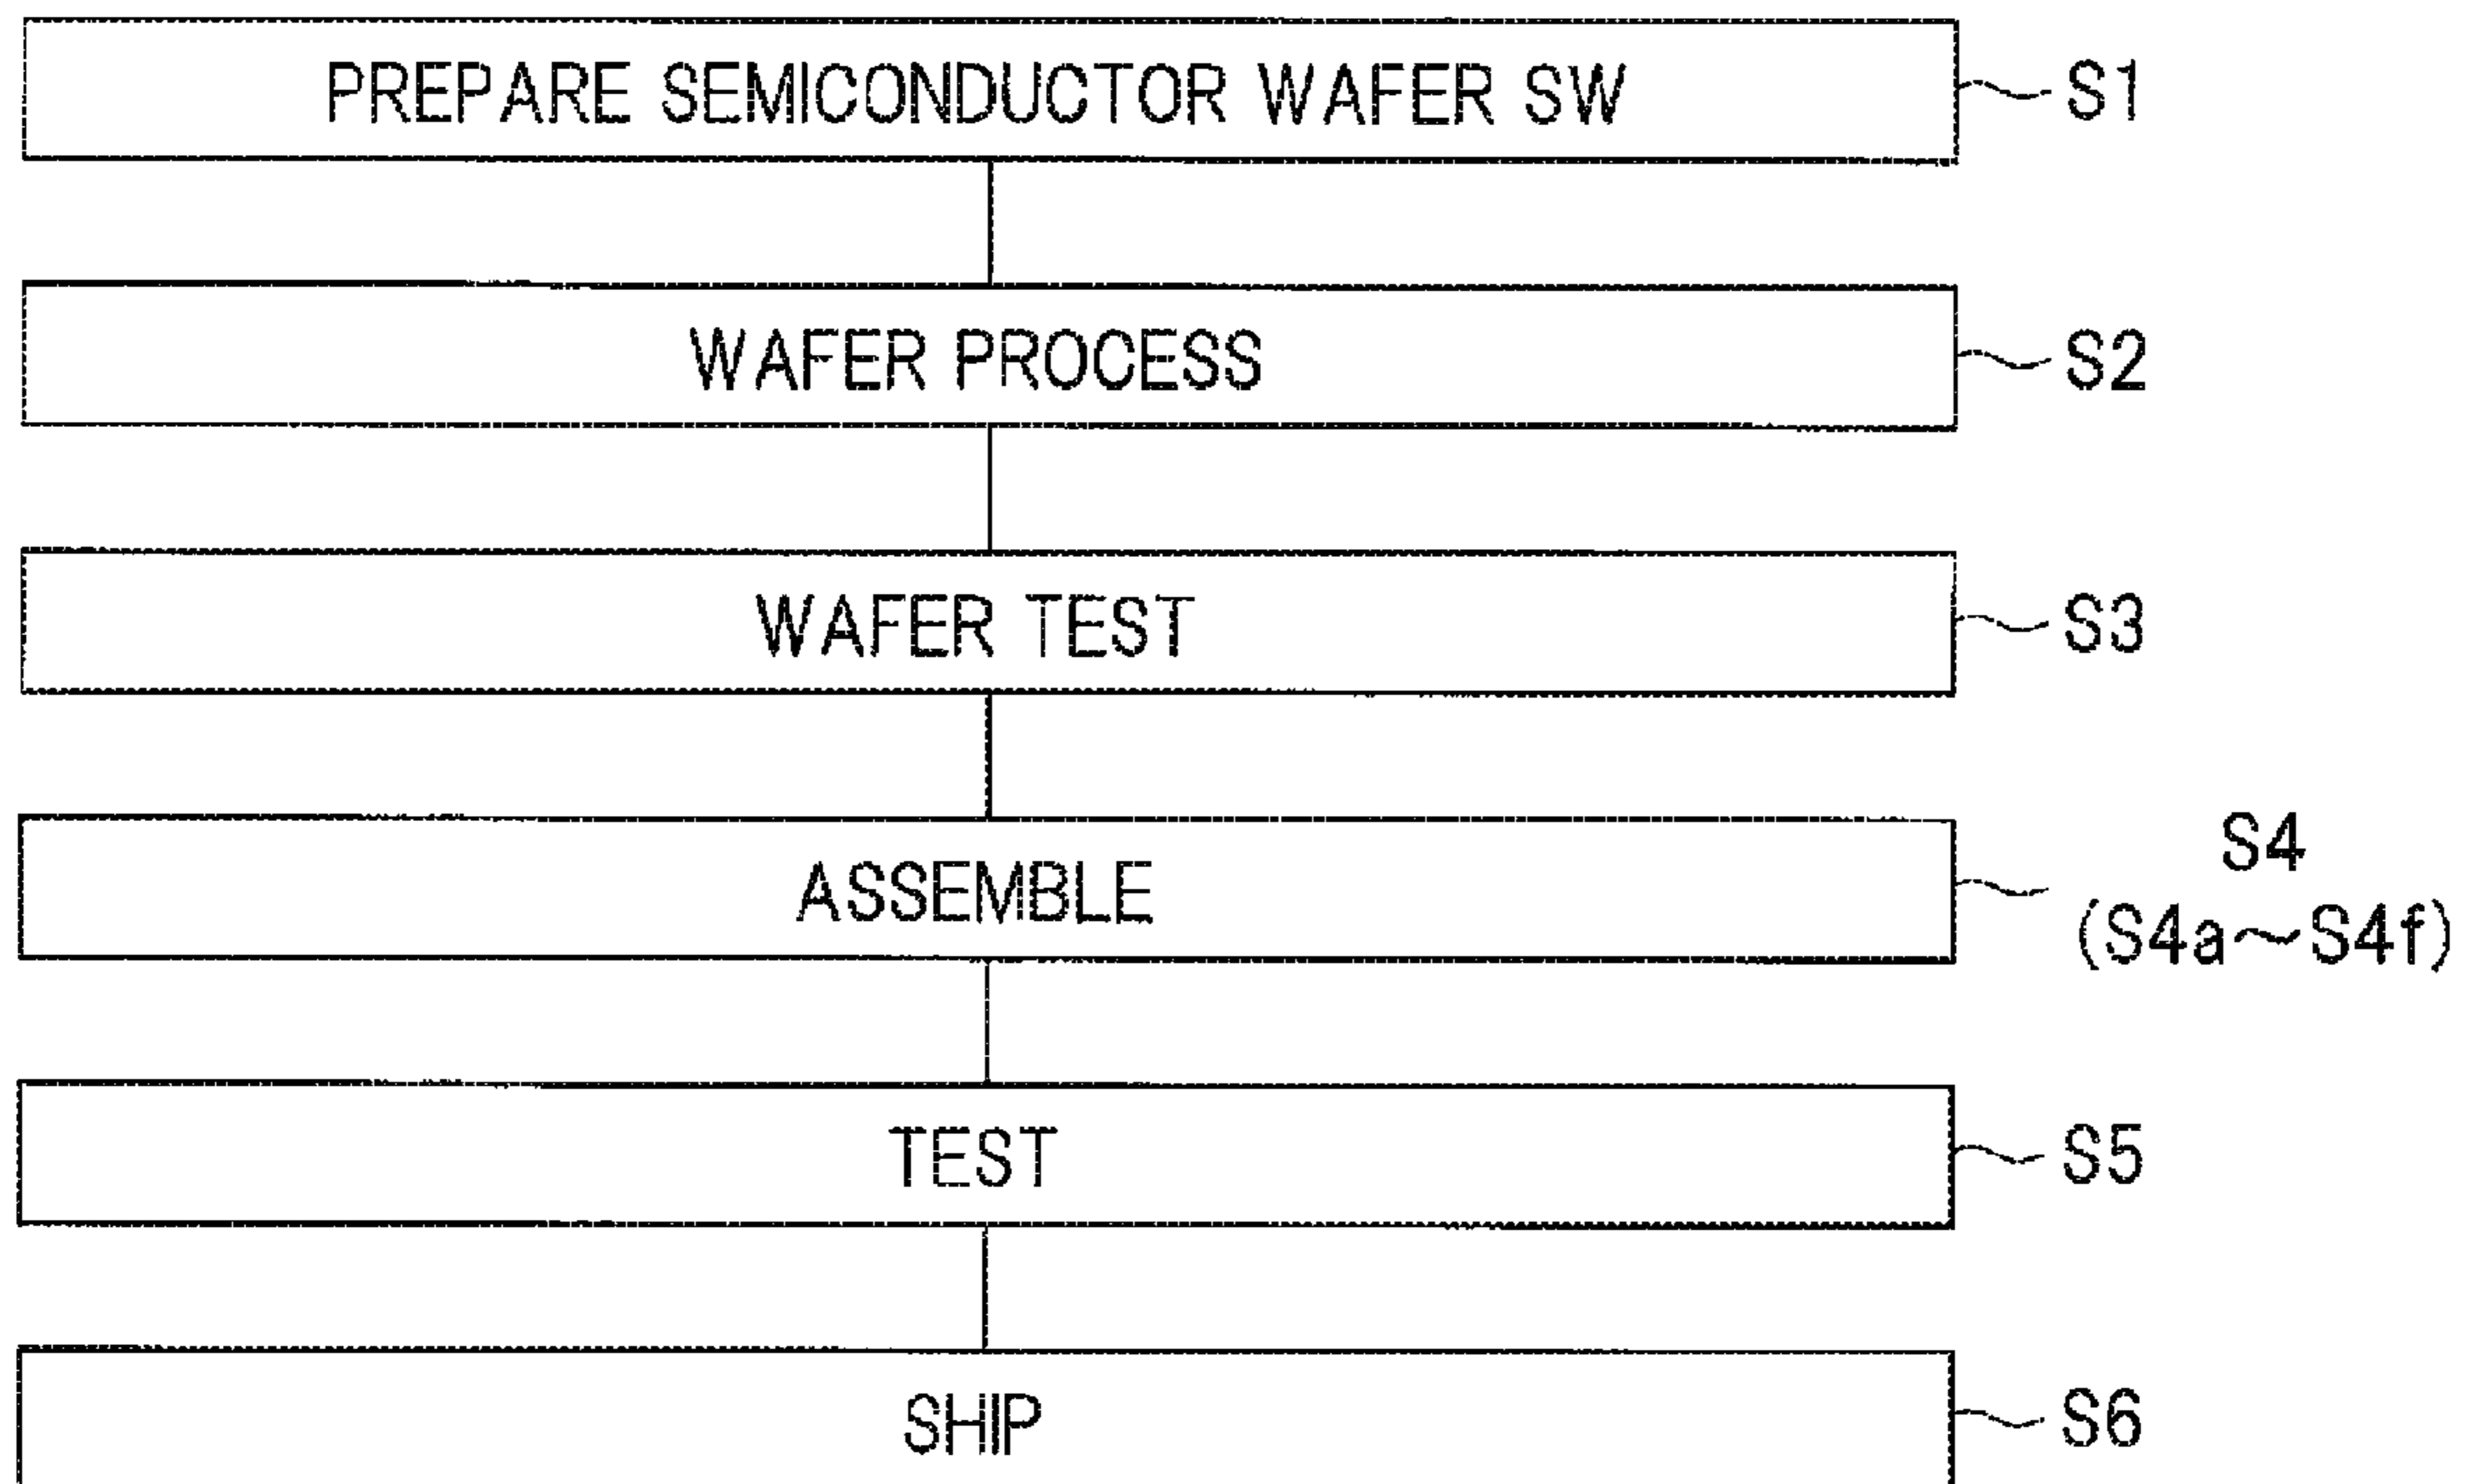 PREPARE SEMICONDUCTOR WAFER SW S1
WAFER PROCESS S2
WAFER TEST S3
ASSEMBLE S4
(S4a～S4f)
TEST S5
SHIP S6